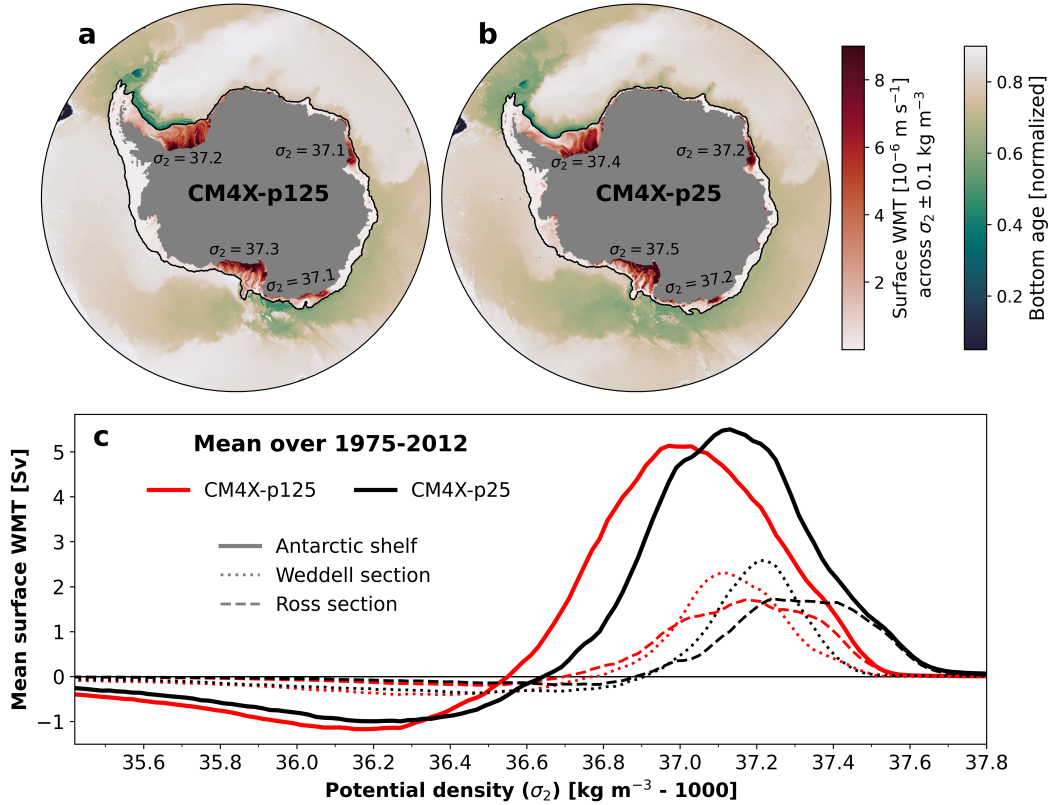 a
σ₂ = 37.2
σ₂ = 37.1
CM4X-p125
σ₂ = 37.3
σ₂ = 37.1
b
σ₂ = 37.4
σ₂ = 37.2
CM4X-p25
σ₂ = 37.5
σ₂ = 37.2
8
6
4
2
Surface WMT [10⁻⁶ m s⁻¹]
across σ₂ ± 0.1 kg m⁻³
0.8
0.6
0.4
0.2
Bottom age [normalized]
c
Mean over 1975-2012
CM4X-p125
CM4X-p25
Antarctic shelf
Weddell section
Ross section
Mean surface WMT [Sv]
5
4
3
2
1
0
−1
35.6 35.8 36.0 36.2 36.4 36.6 36.8 37.0 37.2 37.4 37.6 37.8
Potential density (σ₂) [kg m⁻³ - 1000]